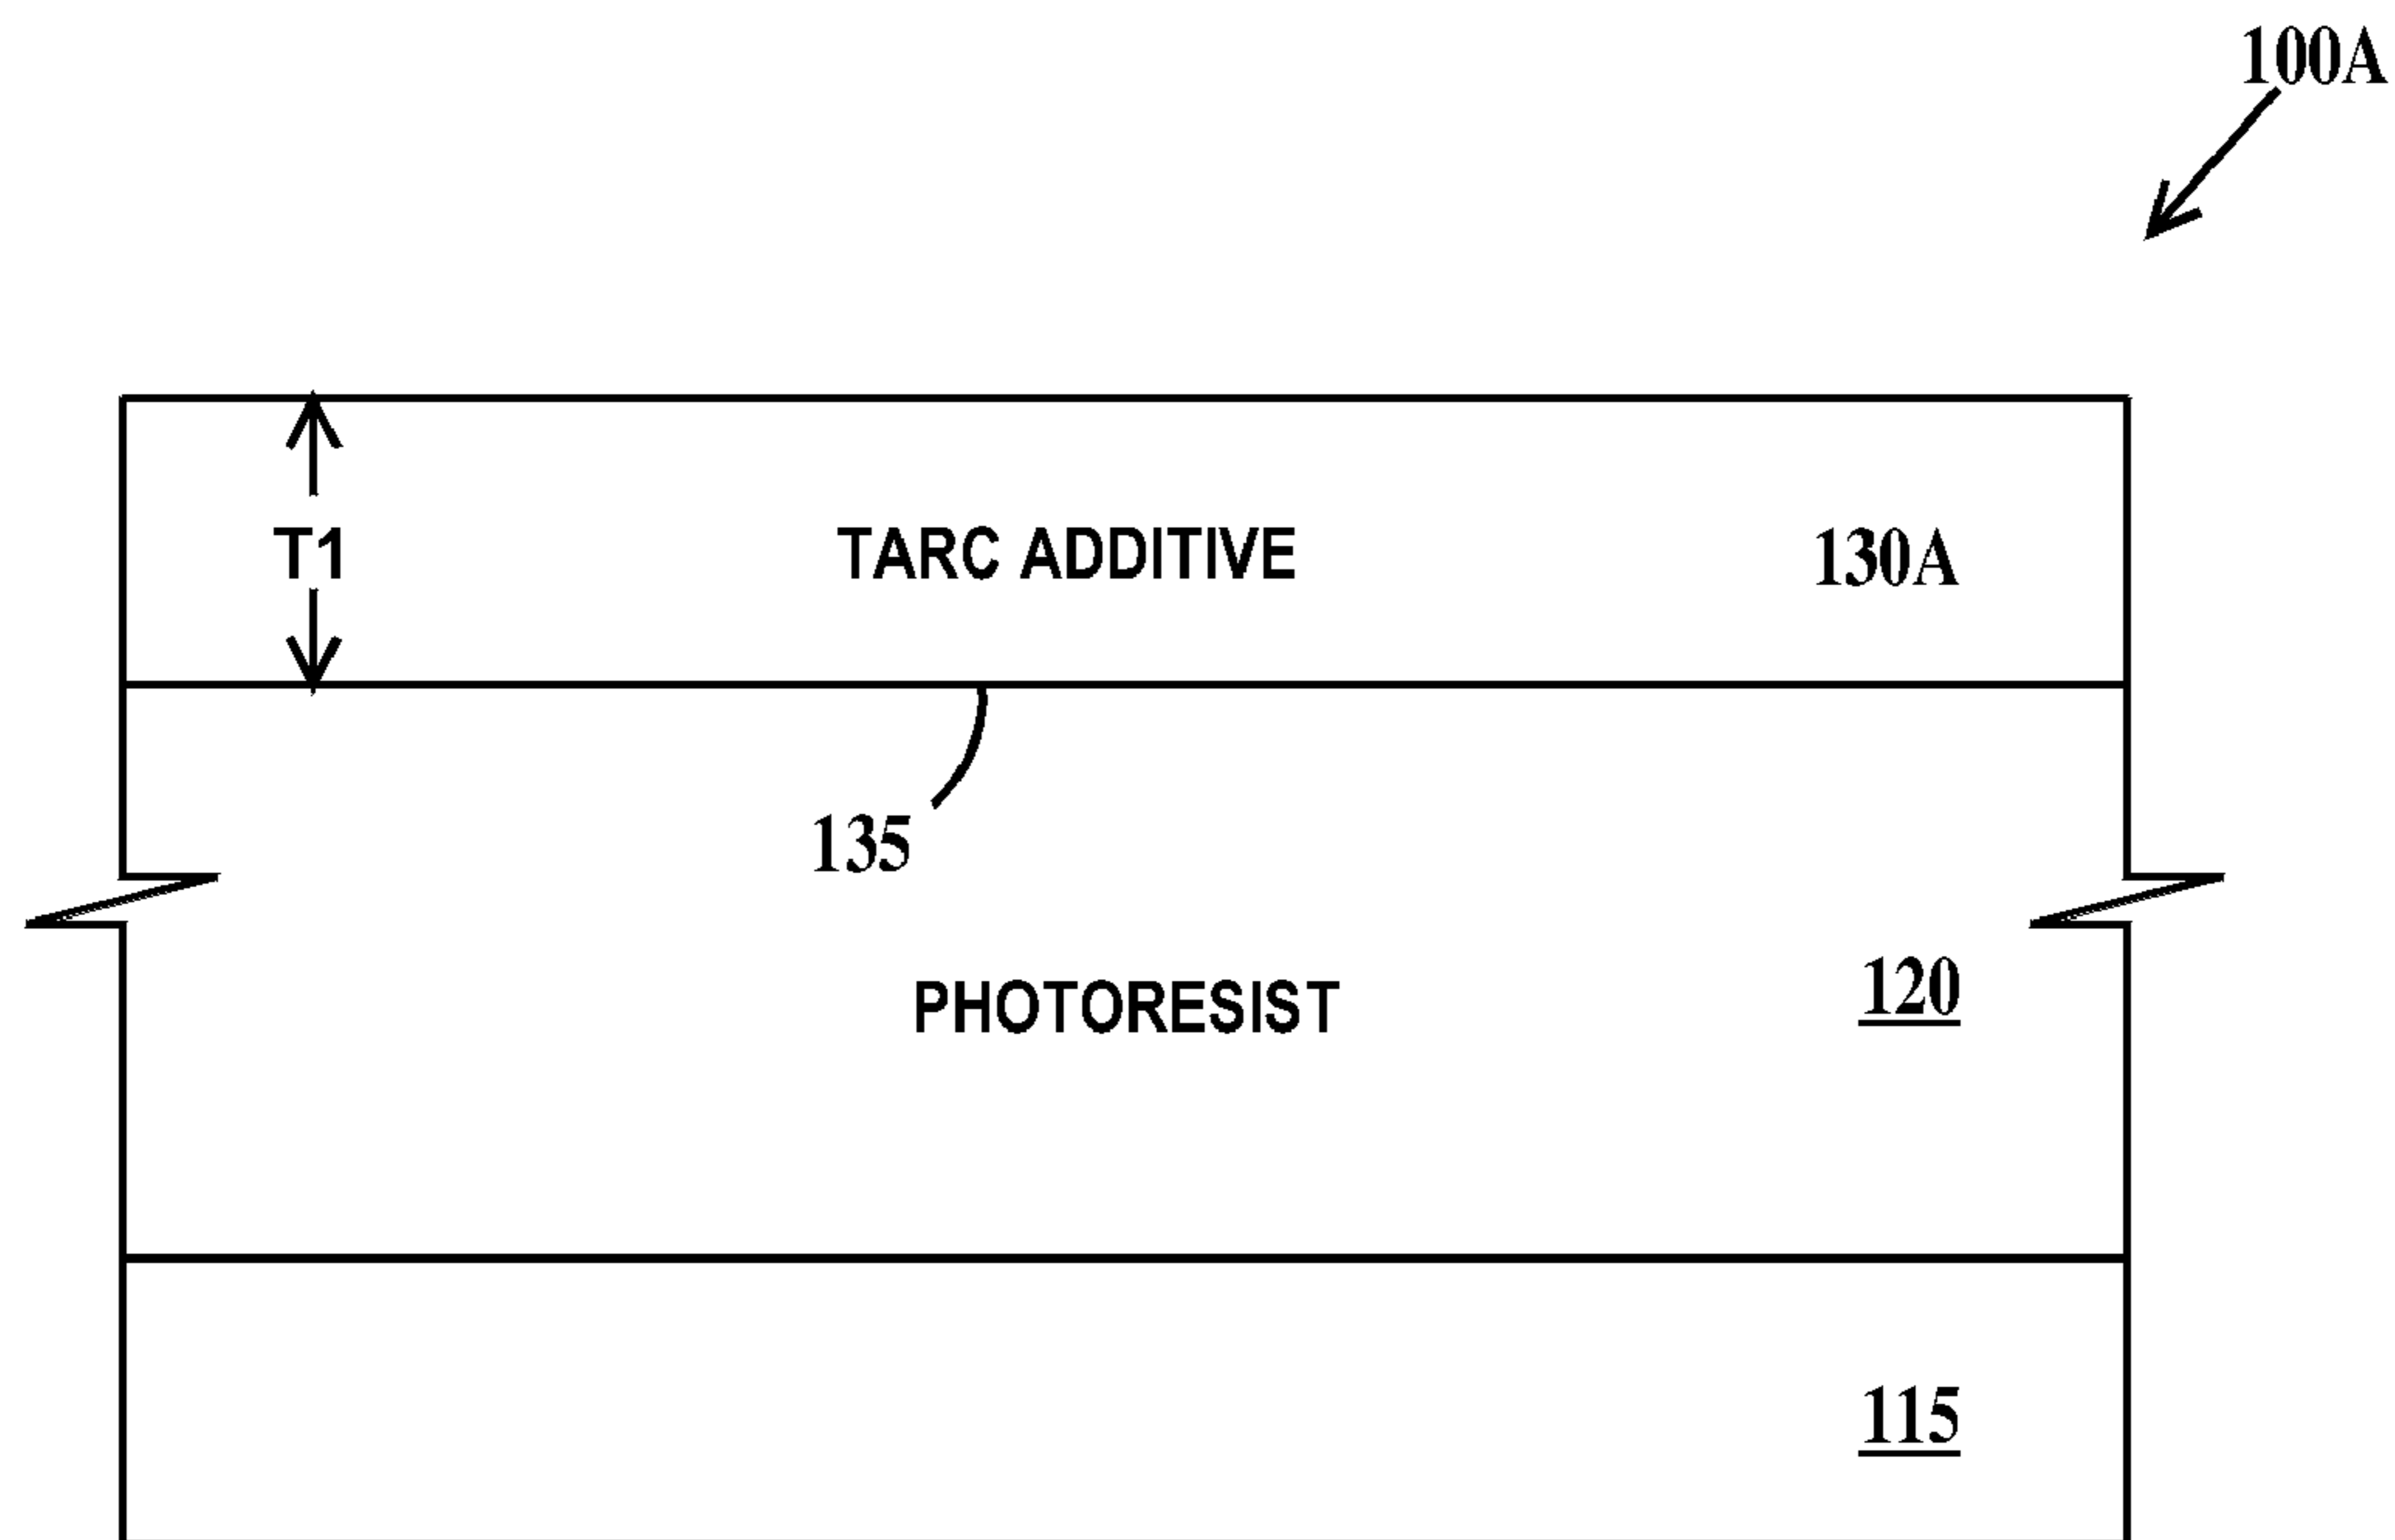 100A
T1
TARC ADDITIVE
130A
135
PHOTORESIST
120
115